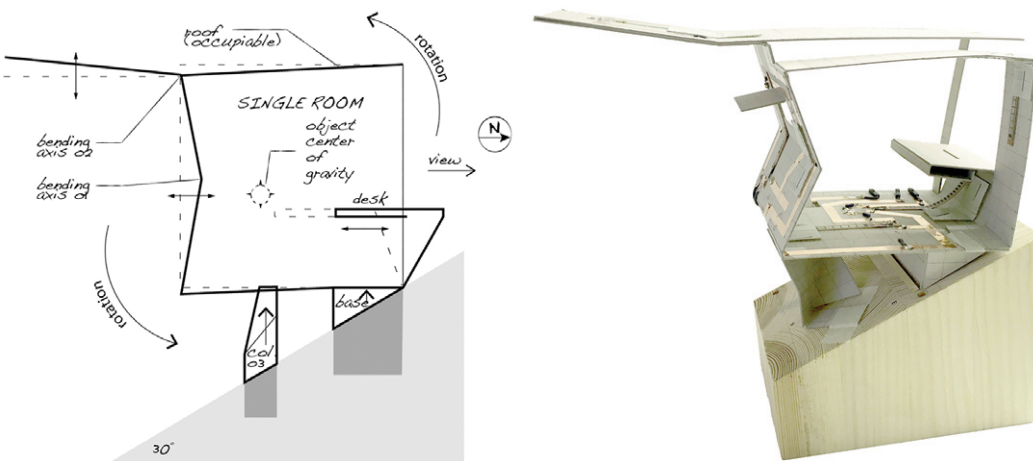 roof
(occupiable)
rotation
SINGLE ROOM
object
center
of
gravity
N
view
bending
axis 02
bending
axis 01
desk
rotation
base
col.
03
30°